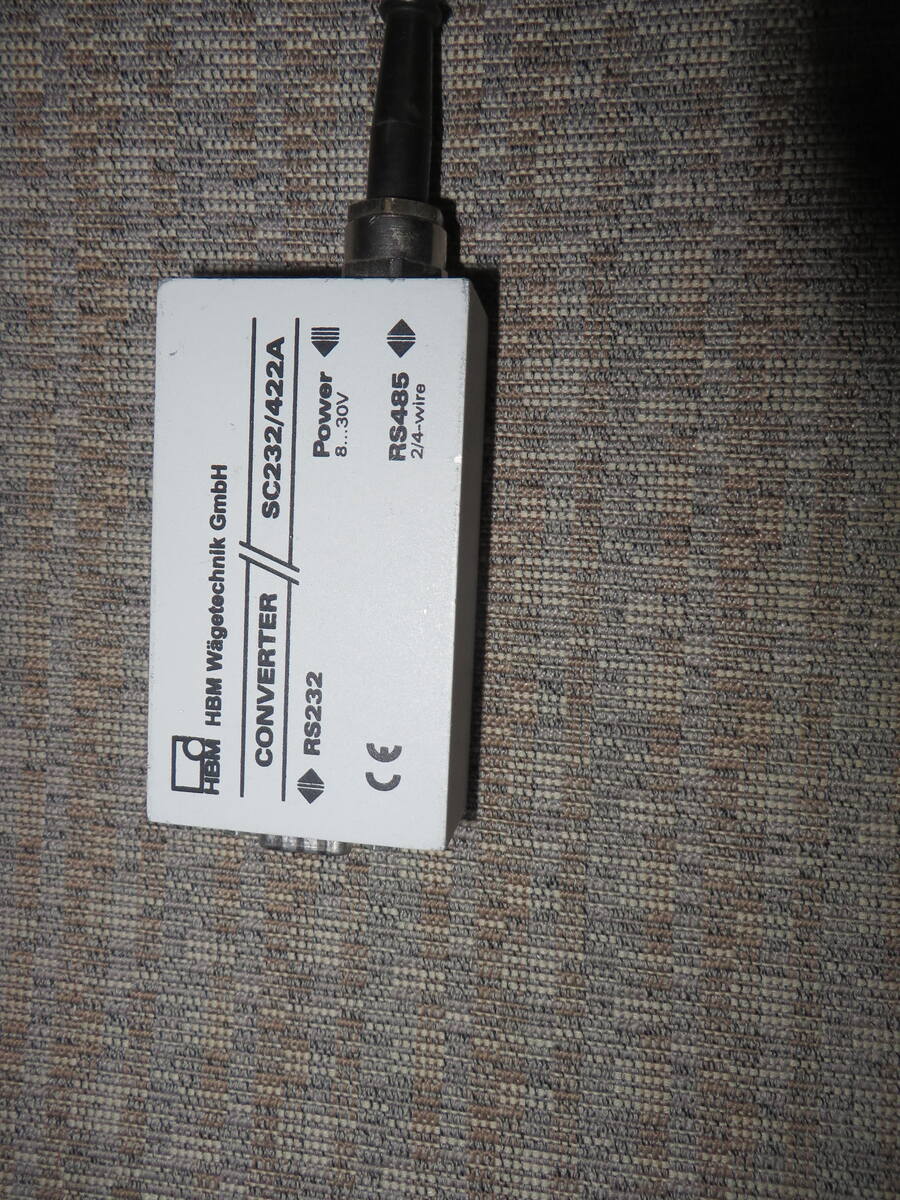 HBM
HBM Wägetechnik GmbH
CONVERTER // SC232/422A
RS232
Power
8...30V
RS485
2/4-wire
CE